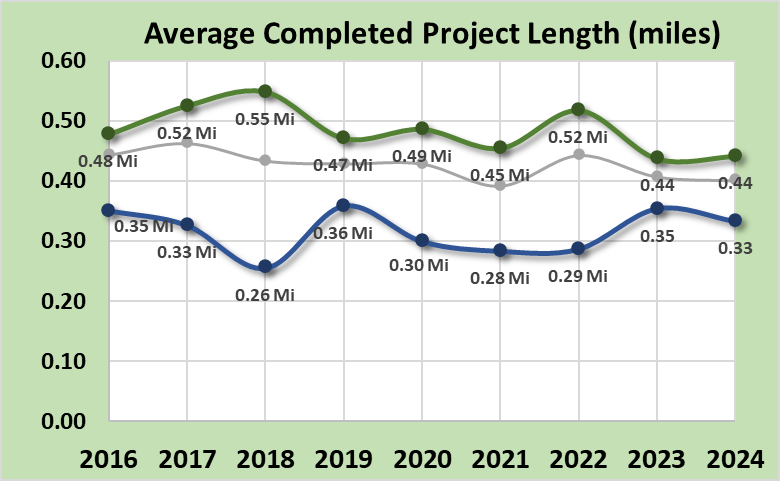 Average Completed Project Length (miles)
0.60
0.50
0.40
0.30
0.20
0.10
0.00
0.48 Mi
0.52 Mi
0.55 Mi
0.47 Mi
0.49 Mi
0.45 Mi
0.52 Mi
0.44
0.44
0.35 Mi
0.33 Mi
0.26 Mi
0.36 Mi
0.30 Mi
0.28 Mi
0.29 Mi
0.35
0.33
2016 2017 2018 2019 2020 2021 2022 2023 2024